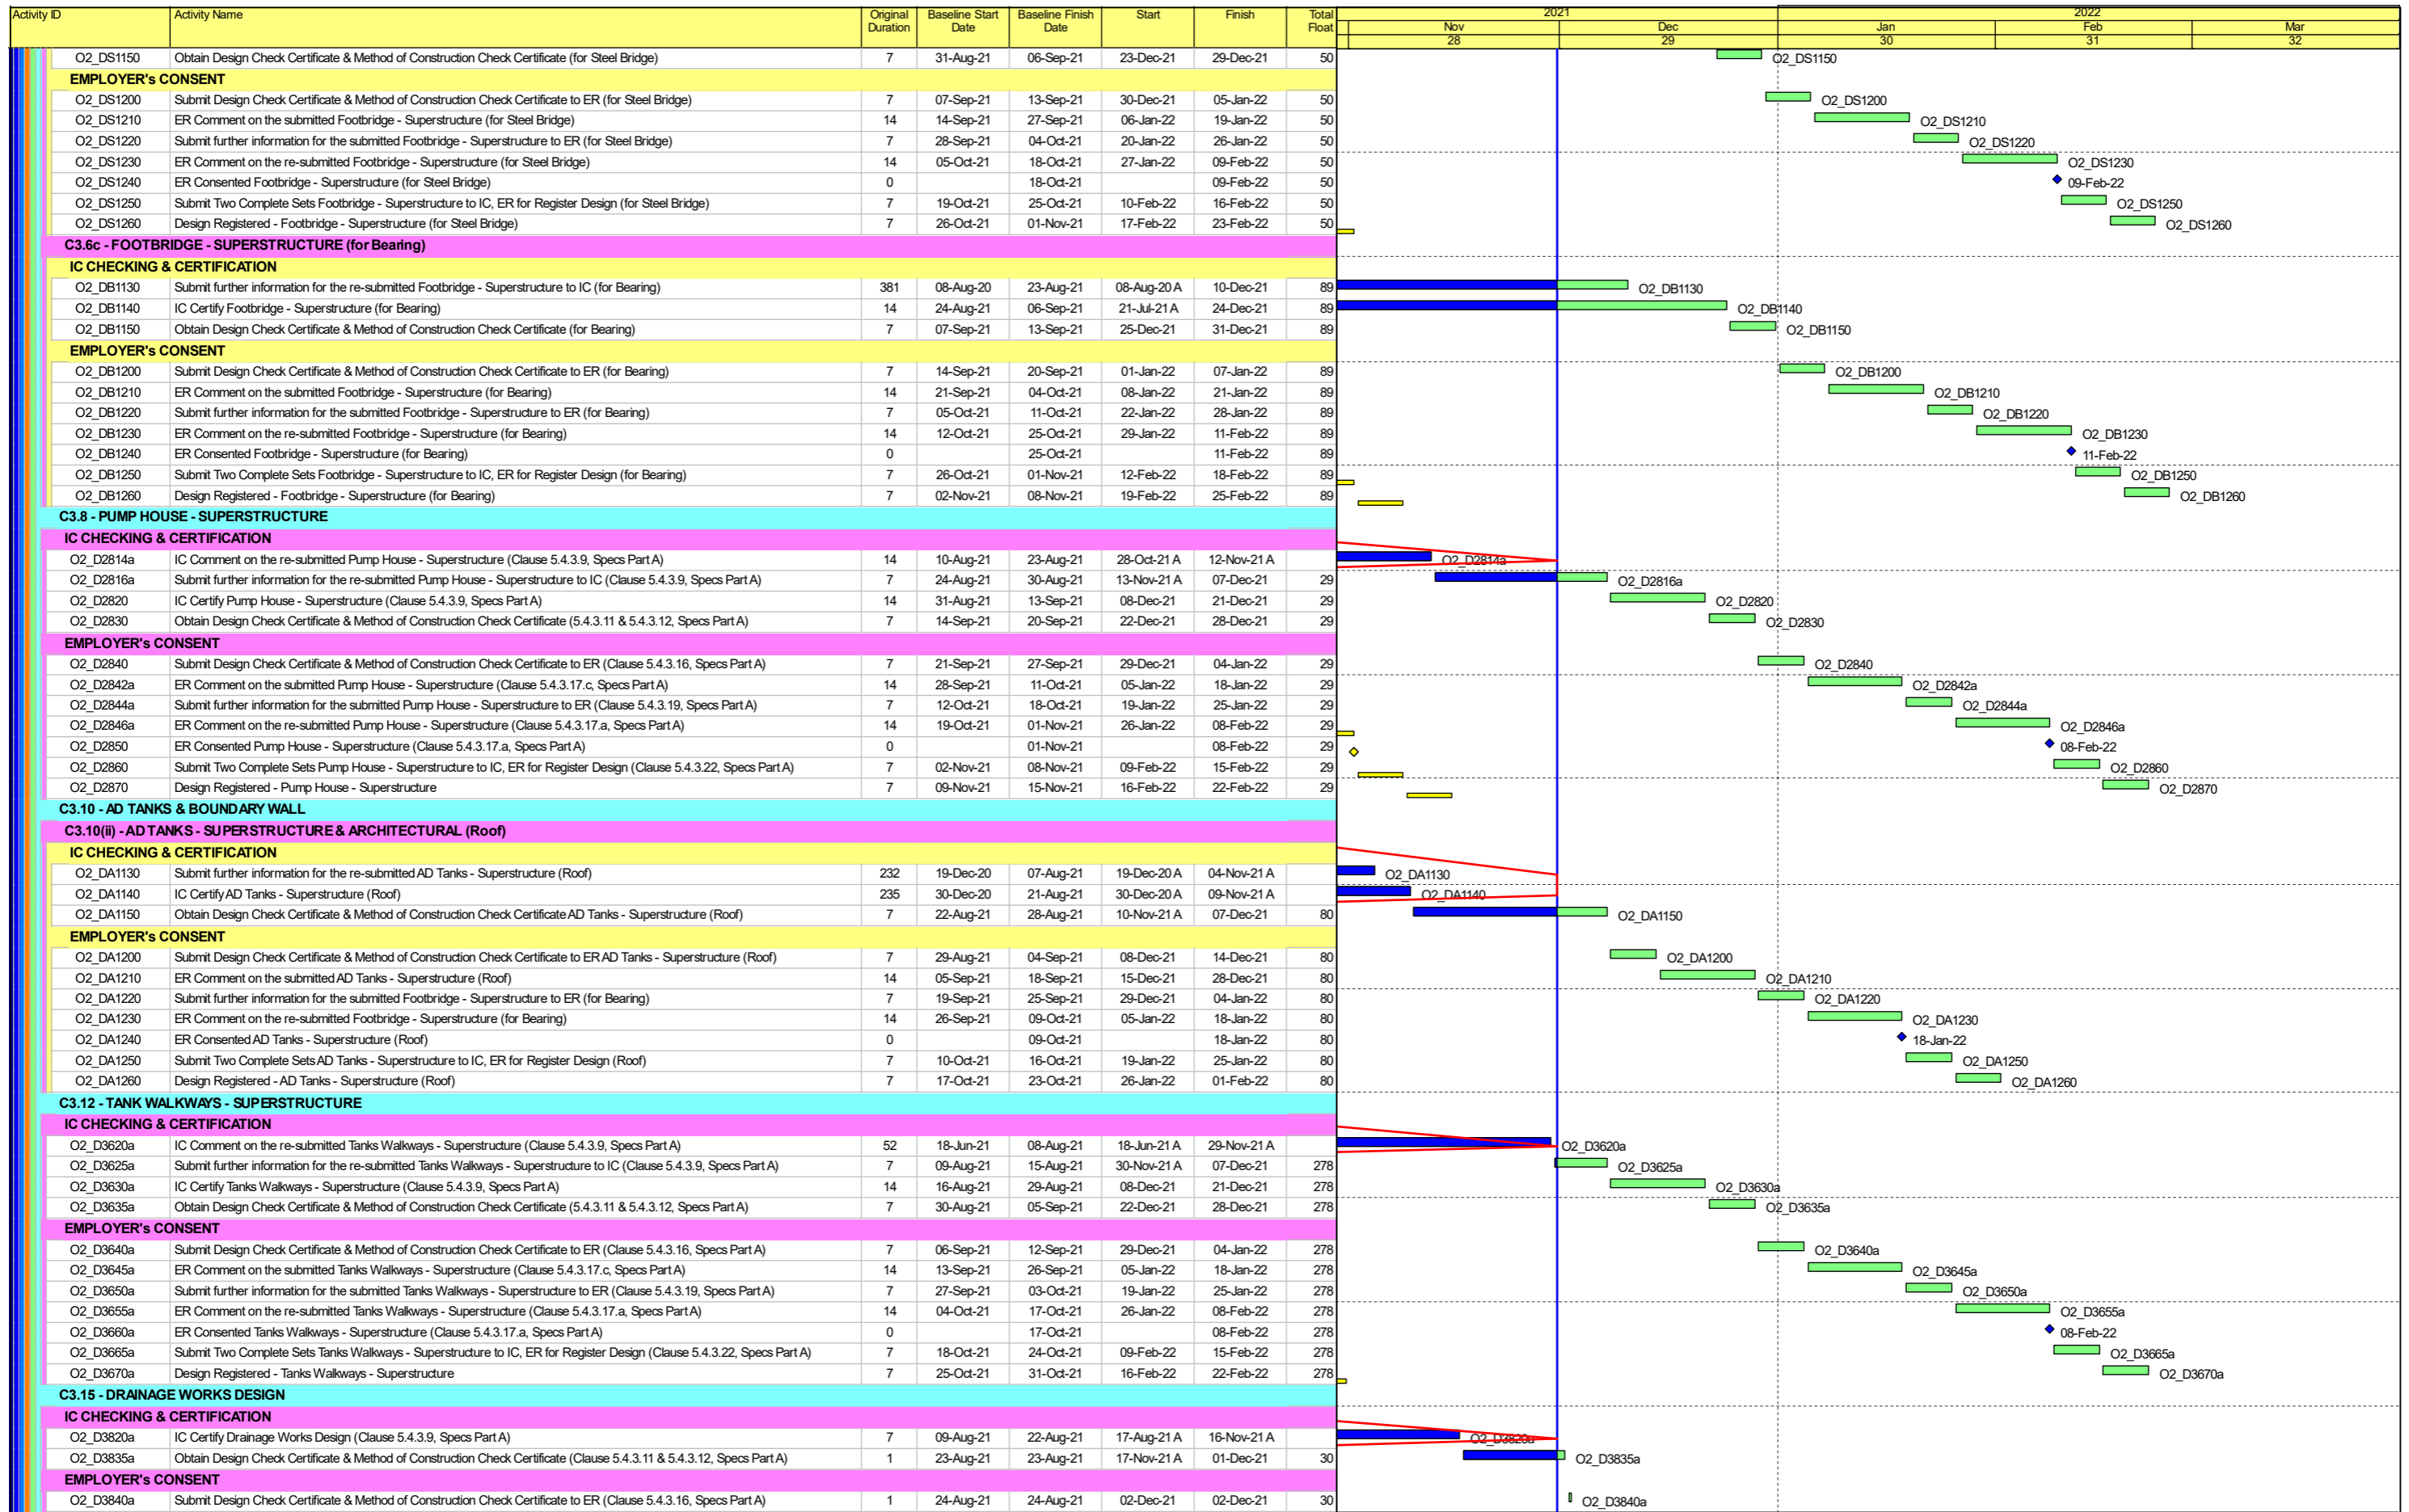 Activity ID Activity Name Original Duration Baseline Start Date Baseline Finish Date Start Finish Total Float 2021 2022
Nov Dec Jan Feb Mar
28 29 30 31 32
O2_DS1150 Obtain Design Check Certificate & Method of Construction Check Certificate (for Steel Bridge) 7 31-Aug-21 06-Sep-21 23-Dec-21 29-Dec-21 50 O2_DS1150
EMPLOYER's CONSENT
O2_DS1200 Submit Design Check Certificate & Method of Construction Check Certificate to ER (for Steel Bridge) 7 07-Sep-21 13-Sep-21 30-Dec-21 05-Jan-22 50 O2_DS1200
O2_DS1210 ER Comment on the submitted Footbridge - Superstructure (for Steel Bridge) 14 14-Sep-21 27-Sep-21 06-Jan-22 19-Jan-22 50 O2_DS1210
O2_DS1220 Submit further information for the submitted Footbridge - Superstructure to ER (for Steel Bridge) 7 28-Sep-21 04-Oct-21 20-Jan-22 26-Jan-22 50 O2_DS1220
O2_DS1230 ER Comment on the re-submitted Footbridge - Superstructure (for Steel Bridge) 14 05-Oct-21 18-Oct-21 27-Jan-22 09-Feb-22 50 O2_DS1230
O2_DS1240 ER Consented Footbridge - Superstructure (for Steel Bridge) 0 18-Oct-21 09-Feb-22 50 09-Feb-22
O2_DS1250 Submit Two Complete Sets Footbridge - Superstructure to IC, ER for Register Design (for Steel Bridge) 7 19-Oct-21 25-Oct-21 10-Feb-22 16-Feb-22 50 O2_DS1250
O2_DS1260 Design Registered - Footbridge - Superstructure (for Steel Bridge) 7 26-Oct-21 01-Nov-21 17-Feb-22 23-Feb-22 50 O2_DS1260
C3.6c - FOOTBRIDGE - SUPERSTRUCTURE (for Bearing)
IC CHECKING & CERTIFICATION
O2_DB1130 Submit further information for the re-submitted Footbridge - Superstructure to IC (for Bearing) 381 08-Aug-20 23-Aug-21 08-Aug-20 A 10-Dec-21 89 O2_DB1130
O2_DB1140 IC Certify Footbridge - Superstructure (for Bearing) 14 24-Aug-21 06-Sep-21 21-Jul-21 A 24-Dec-21 89 O2_DB1140
O2_DB1150 Obtain Design Check Certificate & Method of Construction Check Certificate (for Bearing) 7 07-Sep-21 13-Sep-21 25-Dec-21 31-Dec-21 89 O2_DB1150
EMPLOYER's CONSENT
O2_DB1200 Submit Design Check Certificate & Method of Construction Check Certificate to ER (for Bearing) 7 14-Sep-21 20-Sep-21 01-Jan-22 07-Jan-22 89 O2_DB1200
O2_DB1210 ER Comment on the submitted Footbridge - Superstructure (for Bearing) 14 21-Sep-21 04-Oct-21 08-Jan-22 21-Jan-22 89 O2_DB1210
O2_DB1220 Submit further information for the submitted Footbridge - Superstructure to ER (for Bearing) 7 05-Oct-21 11-Oct-21 22-Jan-22 28-Jan-22 89 O2_DB1220
O2_DB1230 ER Comment on the re-submitted Footbridge - Superstructure (for Bearing) 14 12-Oct-21 25-Oct-21 29-Jan-22 11-Feb-22 89 O2_DB1230
O2_DB1240 ER Consented Footbridge - Superstructure (for Bearing) 0 25-Oct-21 11-Feb-22 89 11-Feb-22
O2_DB1250 Submit Two Complete Sets Footbridge - Superstructure to IC, ER for Register Design (for Bearing) 7 26-Oct-21 01-Nov-21 12-Feb-22 18-Feb-22 89 O2_DB1250
O2_DB1260 Design Registered - Footbridge - Superstructure (for Bearing) 7 02-Nov-21 08-Nov-21 19-Feb-22 25-Feb-22 89 O2_DB1260
C3.8 - PUMP HOUSE - SUPERSTRUCTURE
IC CHECKING & CERTIFICATION
O2_D2814a IC Comment on the re-submitted Pump House - Superstructure (Clause 5.4.3.9, Specs Part A) 14 10-Aug-21 23-Aug-21 28-Oct-21 A 12-Nov-21 A O2_D2814a
O2_D2816a Submit further information for the re-submitted Pump House - Superstructure to IC (Clause 5.4.3.9, Specs Part A) 7 24-Aug-21 30-Aug-21 13-Nov-21 A 07-Dec-21 29 O2_D2816a
O2_D2820 IC Certify Pump House - Superstructure (Clause 5.4.3.9, Specs Part A) 14 31-Aug-21 13-Sep-21 08-Dec-21 21-Dec-21 29 O2_D2820
O2_D2830 Obtain Design Check Certificate & Method of Construction Check Certificate (5.4.3.11 & 5.4.3.12, Specs Part A) 7 14-Sep-21 20-Sep-21 22-Dec-21 28-Dec-21 29 O2_D2830
EMPLOYER's CONSENT
O2_D2840 Submit Design Check Certificate & Method of Construction Check Certificate to ER (Clause 5.4.3.16, Specs Part A) 7 21-Sep-21 27-Sep-21 29-Dec-21 04-Jan-22 29 O2_D2840
O2_D2842a ER Comment on the submitted Pump House - Superstructure (Clause 5.4.3.17.c, Specs Part A) 14 28-Sep-21 11-Oct-21 05-Jan-22 18-Jan-22 29 O2_D2842a
O2_D2844a Submit further information for the submitted Pump House - Superstructure to ER (Clause 5.4.3.19, Specs Part A) 7 12-Oct-21 18-Oct-21 19-Jan-22 25-Jan-22 29 O2_D2844a
O2_D2846a ER Comment on the re-submitted Pump House - Superstructure (Clause 5.4.3.17.a, Specs Part A) 14 19-Oct-21 01-Nov-21 26-Jan-22 08-Feb-22 29 O2_D2846a
O2_D2850 ER Consented Pump House - Superstructure (Clause 5.4.3.17.a, Specs Part A) 0 01-Nov-21 08-Feb-22 29 08-Feb-22
O2_D2860 Submit Two Complete Sets Pump House - Superstructure to IC, ER for Register Design (Clause 5.4.3.22, Specs Part A) 7 02-Nov-21 08-Nov-21 09-Feb-22 15-Feb-22 29 O2_D2860
O2_D2870 Design Registered - Pump House - Superstructure 7 09-Nov-21 15-Nov-21 16-Feb-22 22-Feb-22 29 O2_D2870
C3.10 - AD TANKS & BOUNDARY WALL
C3.10(ii) - AD TANKS - SUPERSTRUCTURE & ARCHITECTURAL (Roof)
IC CHECKING & CERTIFICATION
O2_DA1130 Submit further information for the re-submitted AD Tanks - Superstructure (Roof) 232 19-Dec-20 07-Aug-21 19-Dec-20 A 04-Nov-21 A O2_DA1130
O2_DA1140 IC Certify AD Tanks - Superstructure (Roof) 235 30-Dec-20 21-Aug-21 30-Dec-20 A 09-Nov-21 A O2_DA1140
O2_DA1150 Obtain Design Check Certificate & Method of Construction Check Certificate AD Tanks - Superstructure (Roof) 7 22-Aug-21 28-Aug-21 10-Nov-21 A 07-Dec-21 80 O2_DA1150
EMPLOYER's CONSENT
O2_DA1200 Submit Design Check Certificate & Method of Construction Check Certificate to ER AD Tanks - Superstructure (Roof) 7 29-Aug-21 04-Sep-21 08-Dec-21 14-Dec-21 80 O2_DA1200
O2_DA1210 ER Comment on the submitted AD Tanks - Superstructure (Roof) 14 05-Sep-21 18-Sep-21 15-Dec-21 28-Dec-21 80 O2_DA1210
O2_DA1220 Submit further information for the submitted Footbridge - Superstructure to ER (for Bearing) 7 19-Sep-21 25-Sep-21 29-Dec-21 04-Jan-22 80 O2_DA1220
O2_DA1230 ER Comment on the re-submitted Footbridge - Superstructure (for Bearing) 14 26-Sep-21 09-Oct-21 05-Jan-22 18-Jan-22 80 O2_DA1230
O2_DA1240 ER Consented AD Tanks - Superstructure (Roof) 0 09-Oct-21 18-Jan-22 80 18-Jan-22
O2_DA1250 Submit Two Complete Sets AD Tanks - Superstructure to IC, ER for Register Design (Roof) 7 10-Oct-21 16-Oct-21 19-Jan-22 25-Jan-22 80 O2_DA1250
O2_DA1260 Design Registered - AD Tanks - Superstructure (Roof) 7 17-Oct-21 23-Oct-21 26-Jan-22 01-Feb-22 80 O2_DA1260
C3.12 - TANK WALKWAYS - SUPERSTRUCTURE
IC CHECKING & CERTIFICATION
O2_D3620a IC Comment on the re-submitted Tanks Walkways - Superstructure (Clause 5.4.3.9, Specs Part A) 52 18-Jun-21 08-Aug-21 18-Jun-21 A 29-Nov-21 A O2_D3620a
O2_D3625a Submit further information for the re-submitted Tanks Walkways - Superstructure to IC (Clause 5.4.3.9, Specs Part A) 7 09-Aug-21 15-Aug-21 30-Nov-21 A 07-Dec-21 278 O2_D3625a
O2_D3630a IC Certify Tanks Walkways - Superstructure (Clause 5.4.3.9, Specs Part A) 14 16-Aug-21 29-Aug-21 08-Dec-21 21-Dec-21 278 O2_D3630a
O2_D3635a Obtain Design Check Certificate & Method of Construction Check Certificate (5.4.3.11 & 5.4.3.12, Specs Part A) 7 30-Aug-21 05-Sep-21 22-Dec-21 28-Dec-21 278 O2_D3635a
EMPLOYER's CONSENT
O2_D3640a Submit Design Check Certificate & Method of Construction Check Certificate to ER (Clause 5.4.3.16, Specs Part A) 7 06-Sep-21 12-Sep-21 29-Dec-21 04-Jan-22 278 O2_D3640a
O2_D3645a ER Comment on the submitted Tanks Walkways - Superstructure (Clause 5.4.3.17.c, Specs Part A) 14 13-Sep-21 26-Sep-21 05-Jan-22 18-Jan-22 278 O2_D3645a
O2_D3650a Submit further information for the submitted Tanks Walkways - Superstructure to ER (Clause 5.4.3.19, Specs Part A) 7 27-Sep-21 03-Oct-21 19-Jan-22 25-Jan-22 278 O2_D3650a
O2_D3655a ER Comment on the re-submitted Tanks Walkways - Superstructure (Clause 5.4.3.17.a, Specs Part A) 14 04-Oct-21 17-Oct-21 26-Jan-22 08-Feb-22 278 O2_D3655a
O2_D3660a ER Consented Tanks Walkways - Superstructure (Clause 5.4.3.17.a, Specs Part A) 0 17-Oct-21 08-Feb-22 278 08-Feb-22
O2_D3665a Submit Two Complete Sets Tanks Walkways - Superstructure to IC, ER for Register Design (Clause 5.4.3.22, Specs Part A) 7 18-Oct-21 24-Oct-21 09-Feb-22 15-Feb-22 278 O2_D3665a
O2_D3670a Design Registered - Tanks Walkways - Superstructure 7 25-Oct-21 31-Oct-21 16-Feb-22 22-Feb-22 278 O2_D3670a
C3.15 - DRAINAGE WORKS DESIGN
IC CHECKING & CERTIFICATION
O2_D3820a IC Certify Drainage Works Design (Clause 5.4.3.9, Specs Part A) 7 09-Aug-21 22-Aug-21 17-Aug-21 A 16-Nov-21 A O2_D3820a
O2_D3835a Obtain Design Check Certificate & Method of Construction Check Certificate (Clause 5.4.3.11 & 5.4.3.12, Specs Part A) 1 23-Aug-21 23-Aug-21 17-Nov-21 A 01-Dec-21 30 O2_D3835a
EMPLOYER's CONSENT
O2_D3840a Submit Design Check Certificate & Method of Construction Check Certificate to ER (Clause 5.4.3.16, Specs Part A) 1 24-Aug-21 24-Aug-21 02-Dec-21 02-Dec-21 30 O2_D3840a